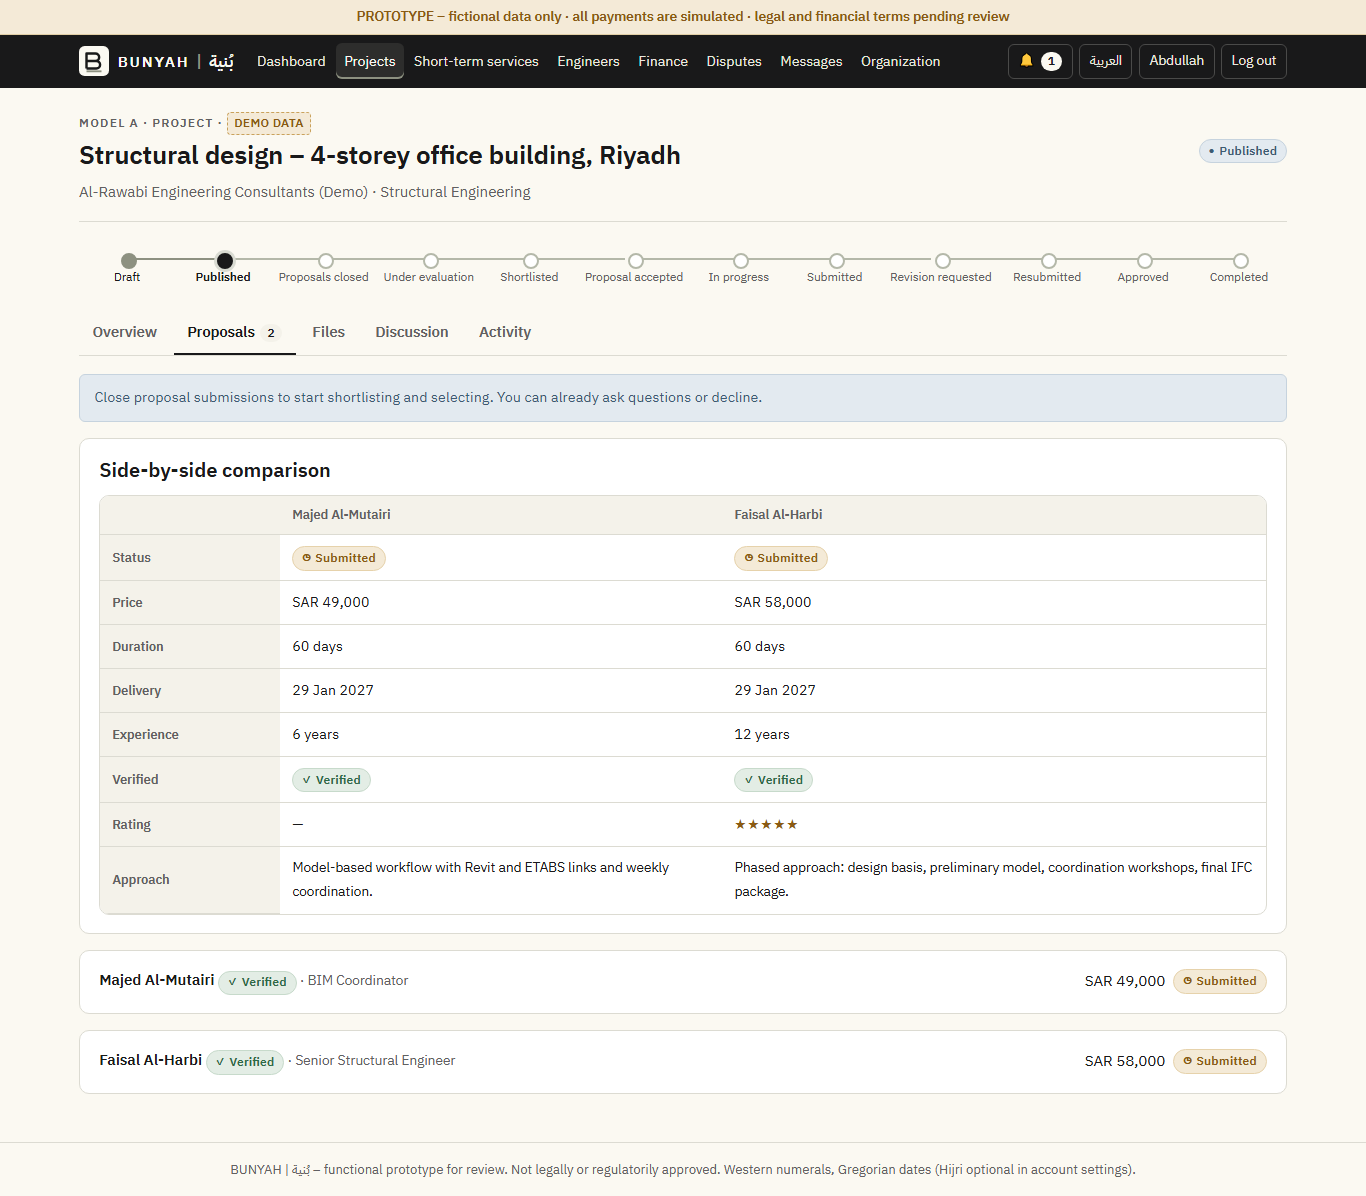 PROTOTYPE – fictional data only · all payments are simulated · legal and financial terms pending review
B BUNYAH | بُنية Dashboard Projects Short-term services Engineers Finance Disputes Messages Organization 1 العربية Abdullah Log out
MODEL A · PROJECT · DEMO DATA
Structural design – 4-storey office building, Riyadh
• Published
Al-Rawabi Engineering Consultants (Demo) · Structural Engineering
Draft Published Proposals closed Under evaluation Shortlisted Proposal accepted In progress Submitted Revision requested Resubmitted Approved Completed
Overview Proposals 2 Files Discussion Activity
Close proposal submissions to start shortlisting and selecting. You can already ask questions or decline.
Side-by-side comparison
Majed Al-Mutairi Faisal Al-Harbi
Status Submitted Submitted
Price SAR 49,000 SAR 58,000
Duration 60 days 60 days
Delivery 29 Jan 2027 29 Jan 2027
Experience 6 years 12 years
Verified ✓ Verified ✓ Verified
Rating — ★★★★★
Approach Model-based workflow with Revit and ETABS links and weekly coordination. Phased approach: design basis, preliminary model, coordination workshops, final IFC package.
Majed Al-Mutairi ✓ Verified · BIM Coordinator SAR 49,000 Submitted
Faisal Al-Harbi ✓ Verified · Senior Structural Engineer SAR 58,000 Submitted
BUNYAH | بُنية – functional prototype for review. Not legally or regulatorily approved. Western numerals, Gregorian dates (Hijri optional in account settings).